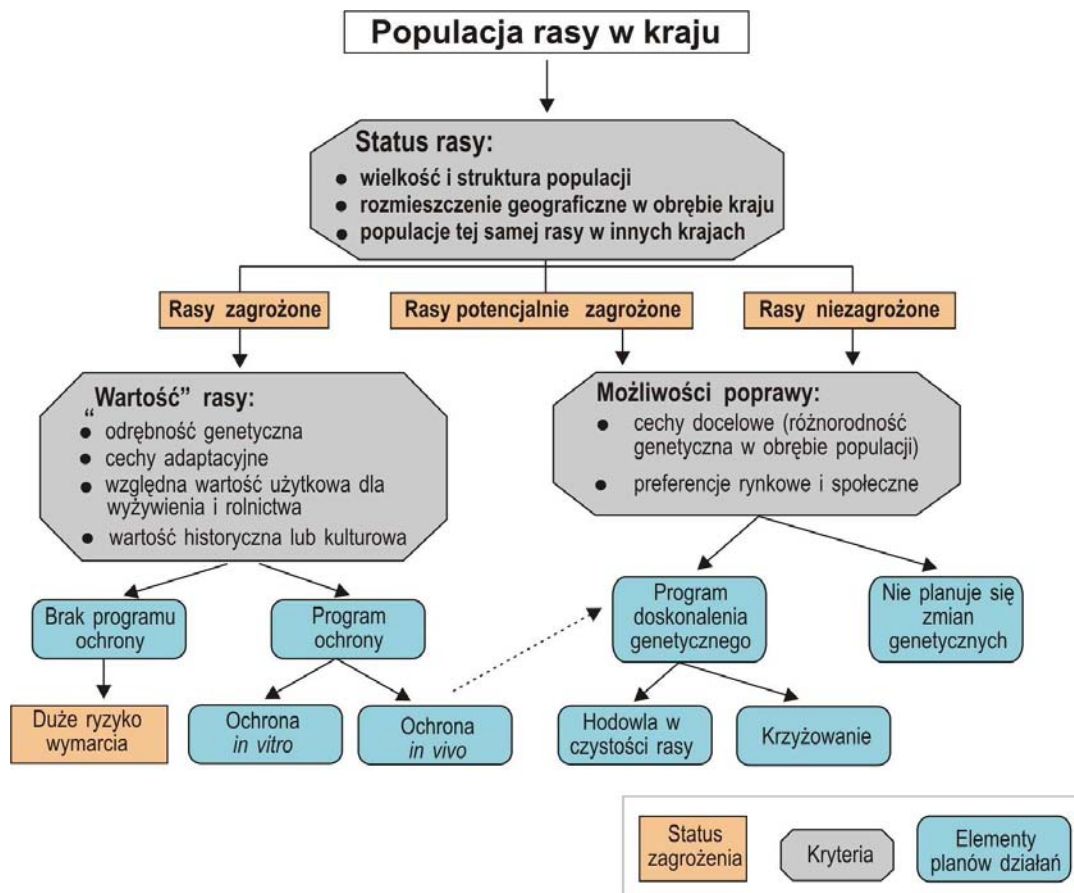 Populacja rasy w kraju
Status rasy:
● wielkość i struktura populacji
● rozmieszczenie geograficzne w obrębie kraju
● populacje tej samej rasy w innych krajach
Rasy zagrożone
Rasy potencjalnie zagrożone
Rasy niezagrożone
“Wartość” rasy:
● odrębność genetyczna
● cechy adaptacyjne
● względna wartość użytkowa dla
wyżywienia i rolnictwa
● wartość historyczna lub kulturowa
Możliwości poprawy:
● cechy docelowe (różnorodność
genetyczna w obrębie populacji)
● preferencje rynkowe i społeczne
Brak programu
ochrony
Program
ochrony
Program
doskonalenia
genetycznego
Nie planuje się
zmian
genetycznych
Duże ryzyko
wymarcia
Ochrona
in vitro
Ochrona
in vivo
Hodowla w
czystości rasy
Krzyżowanie
Status
zagrożenia
Kryteria
Elementy
planów działań